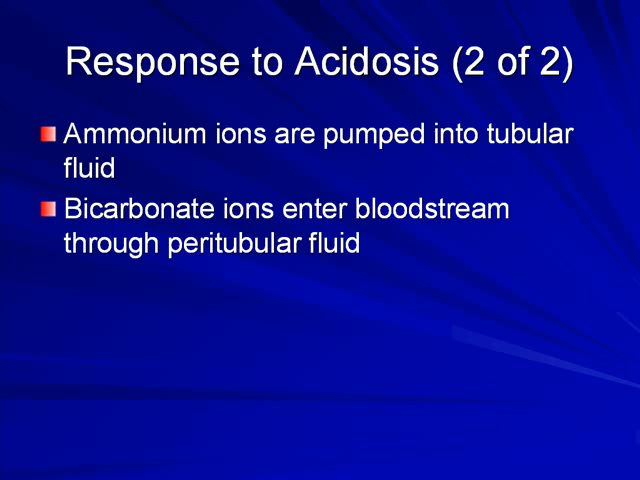 Response to Acidosis (2 of 2)
Ammonium ions are pumped into tubular
fluid
Bicarbonate ions enter bloodstream
through peritubular fluid